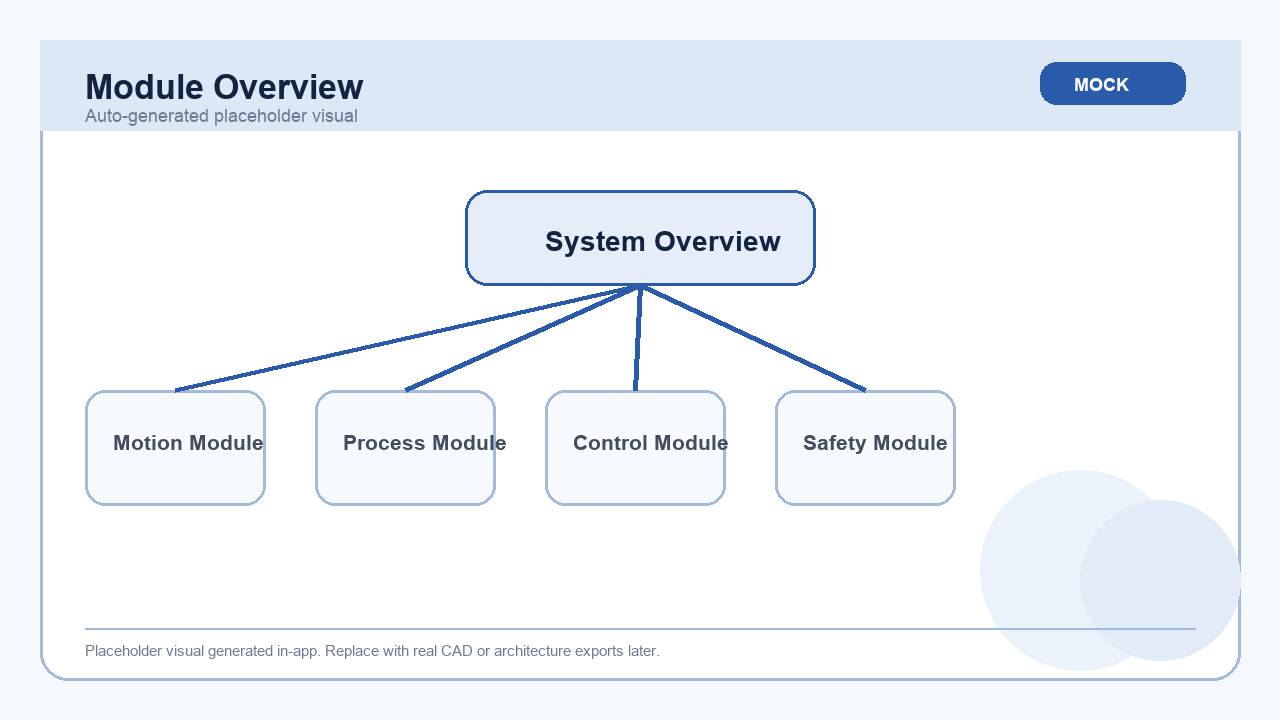 Module Overview
Auto-generated placeholder visual
MOCK
System Overview
Motion Module
Process Module
Control Module
Safety Module
Placeholder visual generated in-app. Replace with real CAD or architecture exports later.